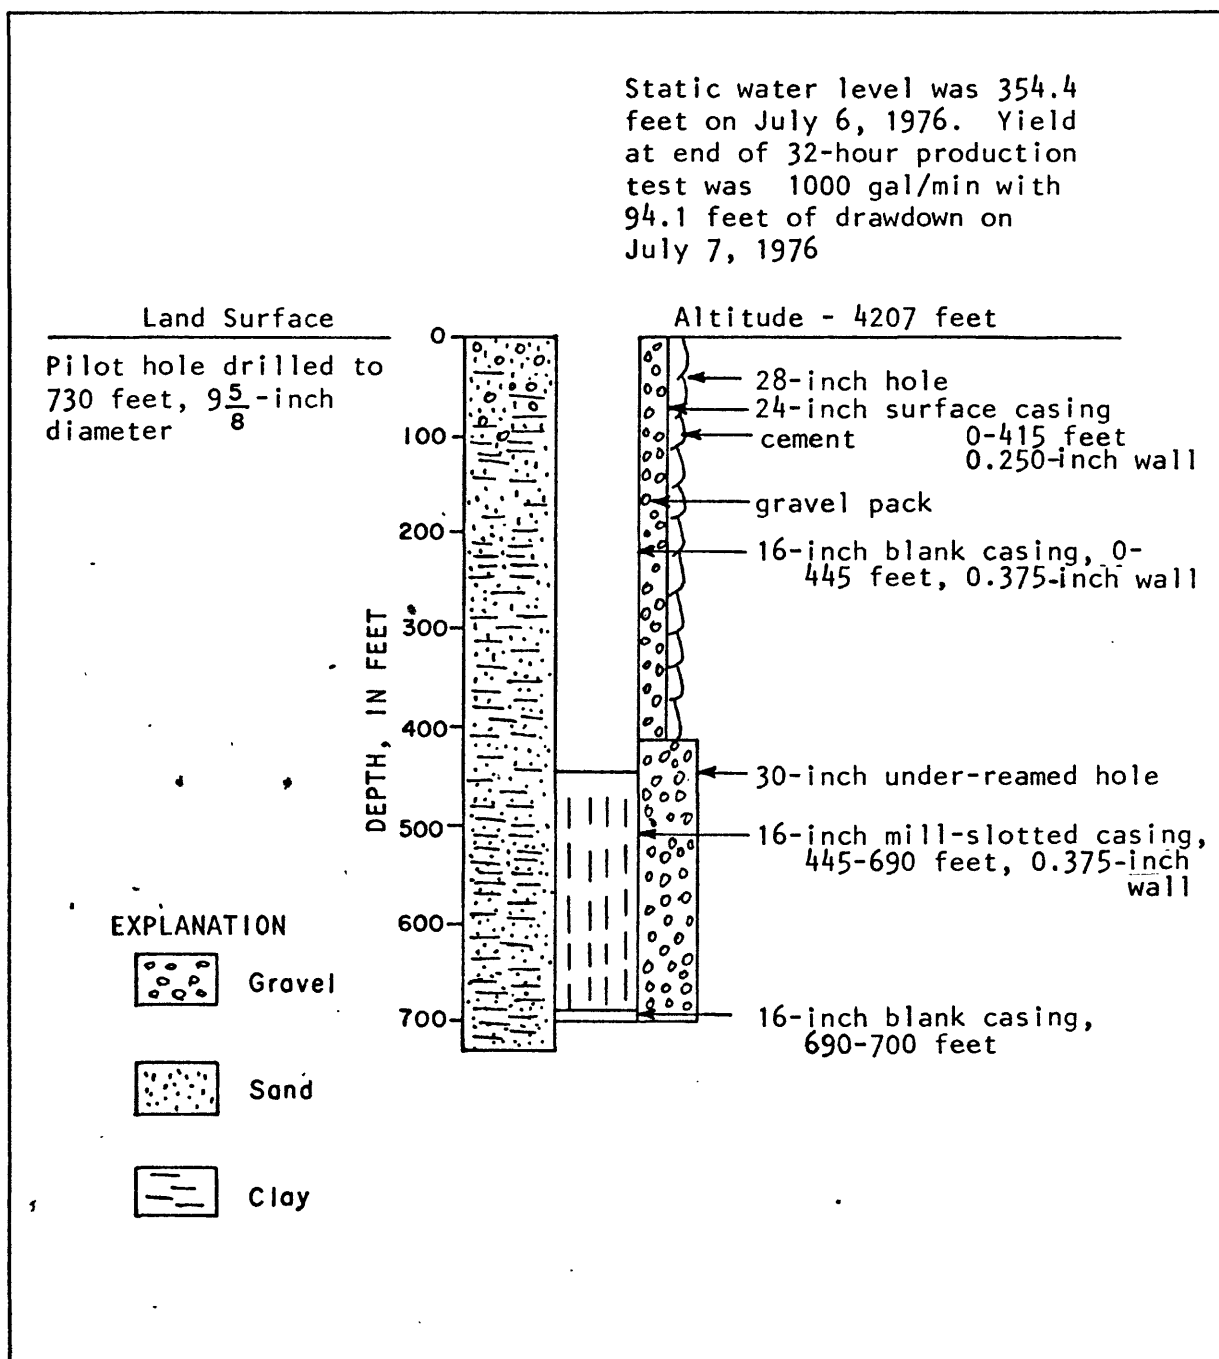 Static water level was 354.4
feet on July 6, 1976. Yield
at end of 32-hour production
test was 1000 gal/min with
94.1 feet of drawdown on
July 7, 1976
Land Surface
Altitude - 4207 feet
Pilot hole drilled to
730 feet, 9 5/8-inch
diameter
DEPTH, IN FEET
0
100
200
300
400
500
600
700
28-inch hole
24-inch surface casing
cement 0-415 feet
0.250-inch wall
gravel pack
16-inch blank casing, 0-
445 feet, 0.375-inch wall
30-inch under-reamed hole
16-inch mill-slotted casing,
445-690 feet, 0.375-inch
wall
16-inch blank casing,
690-700 feet
EXPLANATION
Gravel
Sand
Clay